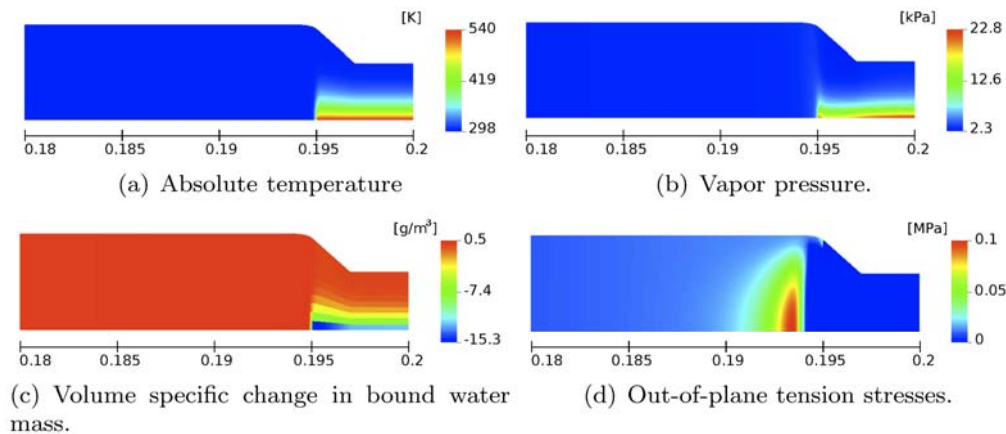 [K]
540
419
298
0.18 0.185 0.19 0.195 0.2
(a) Absolute temperature
[kPa]
22.8
12.6
2.3
0.18 0.185 0.19 0.195 0.2
(b) Vapor pressure.
[g/m³]
0.5
-7.4
-15.3
0.18 0.185 0.19 0.195 0.2
(c) Volume specific change in bound water
mass.
[MPa]
0.1
0.05
0
0.18 0.185 0.19 0.195 0.2
(d) Out-of-plane tension stresses.